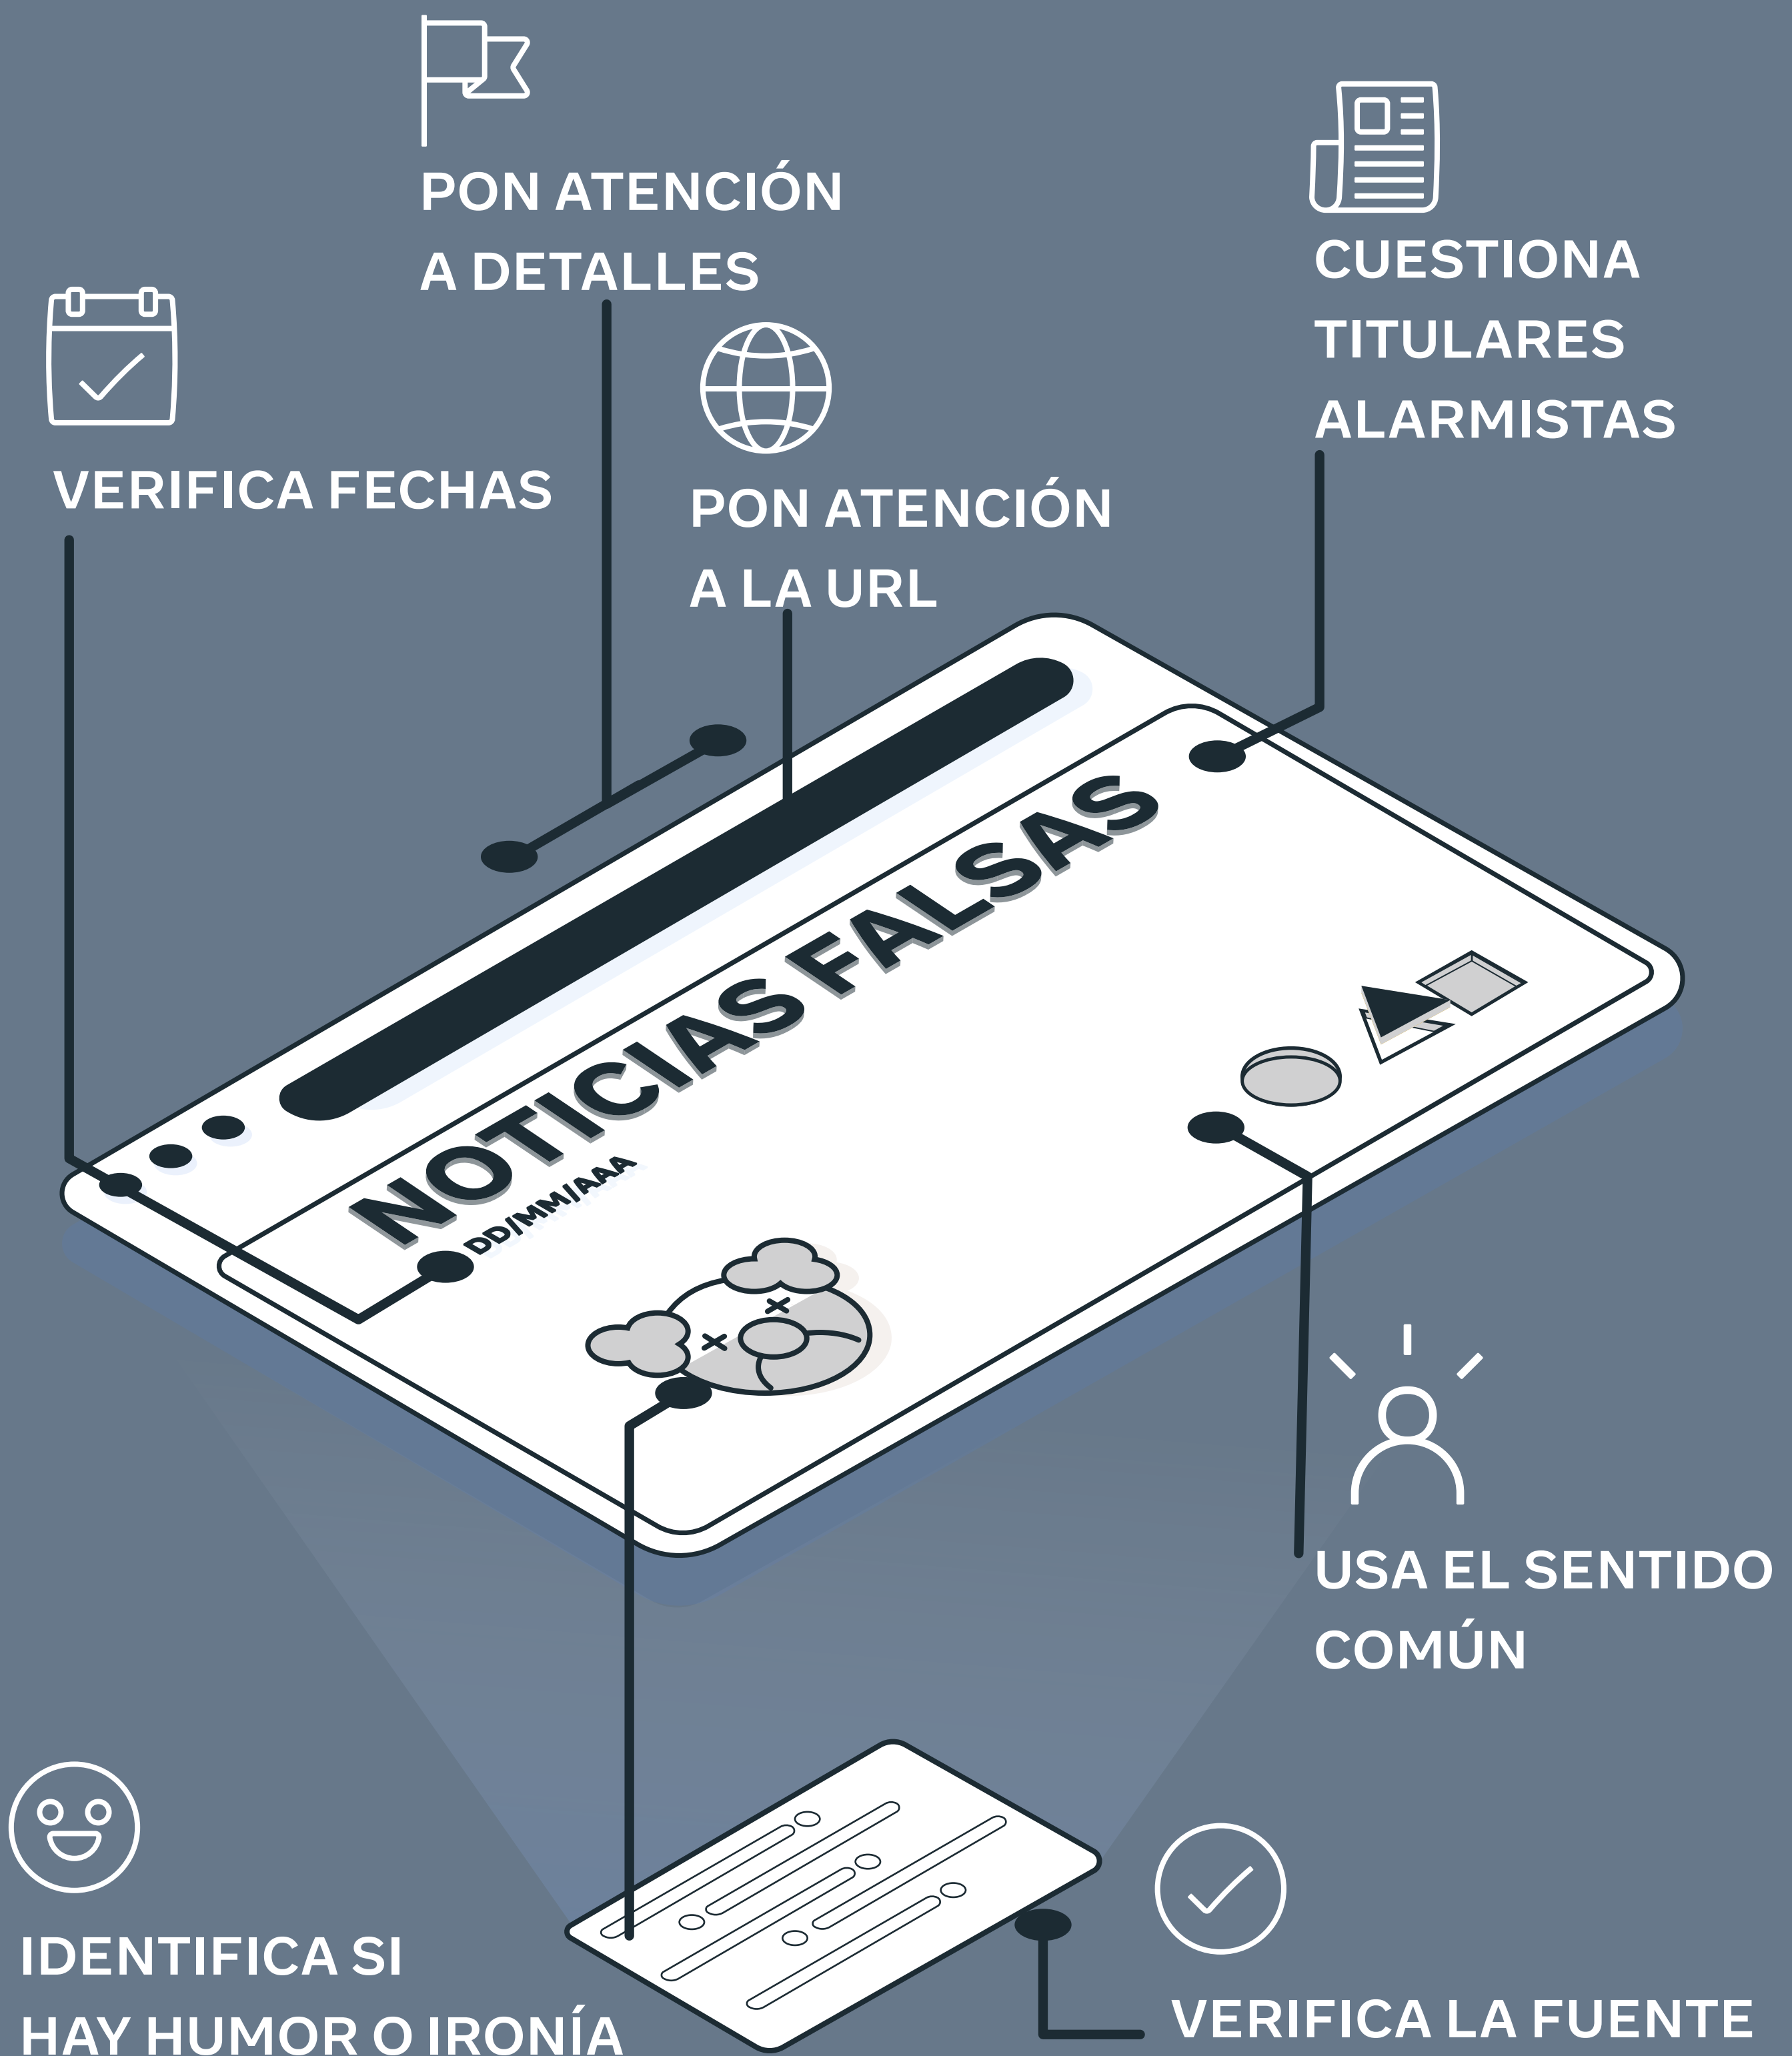 PON ATENCIÓN
A DETALLES
CUESTIONA
TITULARES
ALARMISTAS
VERIFICA FECHAS
PON ATENCIÓN
A LA URL
NOTICIAS FALSAS
DD/MM/AAA
USA EL SENTIDO
COMÚN
IDENTIFICA SI
HAY HUMOR O IRONÍA
VERIFICA LA FUENTE